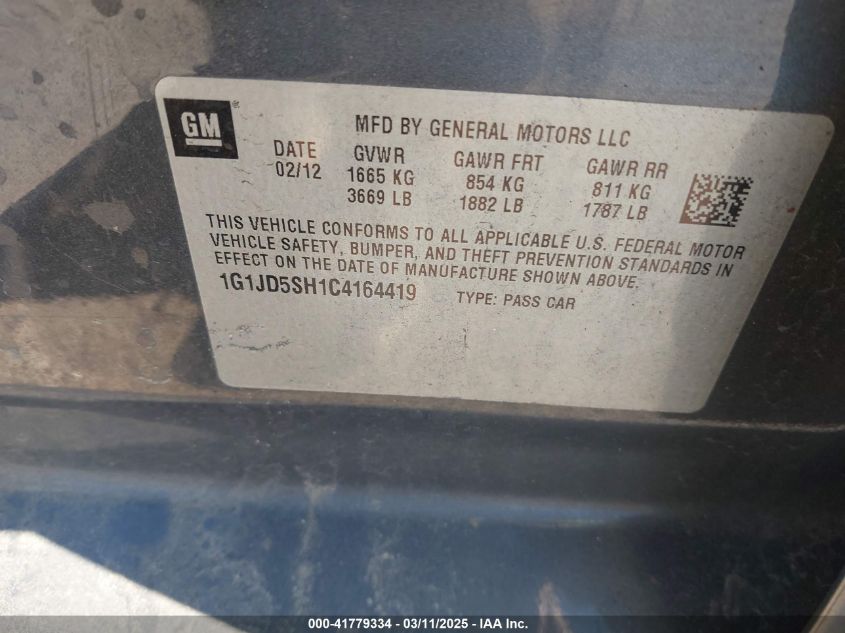 GM®
MFD BY GENERAL MOTORS LLC
DATE GVWR GAWR FRT GAWR RR
02/12 1665 KG 854 KG 811 KG
3669 LB 1882 LB 1787 LB
THIS VEHICLE CONFORMS TO ALL APPLICABLE U.S. FEDERAL MOTOR
VEHICLE SAFETY, BUMPER, AND THEFT PREVENTION STANDARDS IN
EFFECT ON THE DATE OF MANUFACTURE SHOWN ABOVE.
1G1JD5SH1C4164419 TYPE: PASS CAR
000-41779334 - 03/11/2025 - IAA Inc.